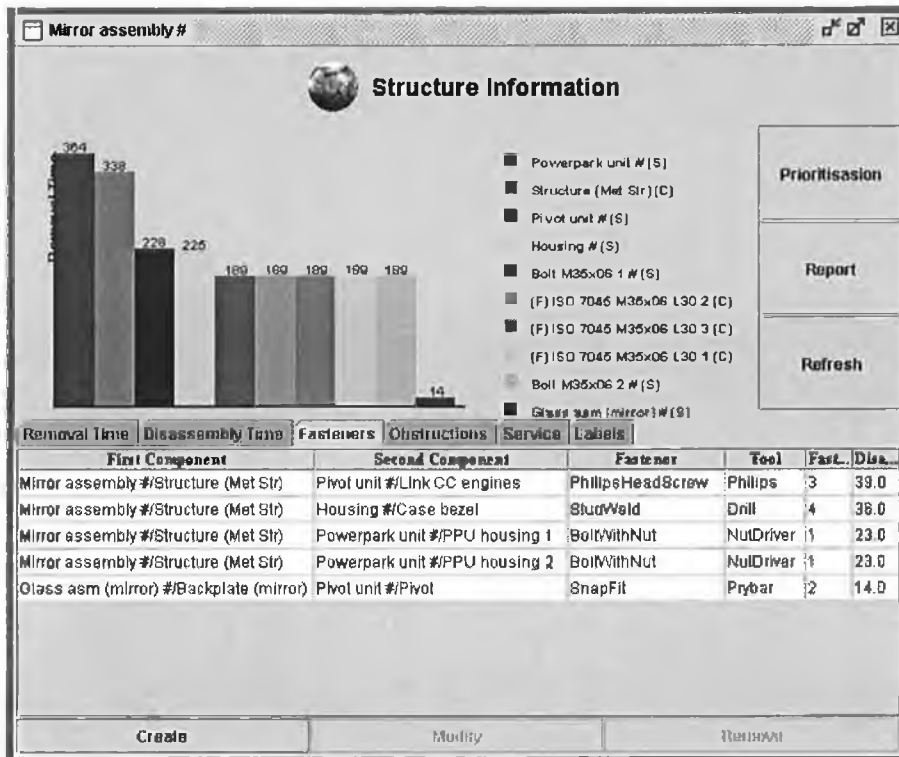 Mirror assembly #
Structure Information
364
338
228
225
189 189 189 189 189
14
Powerpark unit # (S)
Structure (Met Str) (C)
Pivot unit # (S)
Housing # (S)
Bolt M35x06 1 # (S)
(F) ISO 7045 M35x06 L30 2 (C)
(F) ISO 7045 M35x06 L30 3 (C)
(F) ISO 7045 M35x06 L30 1 (C)
Bolt M35x06 2 # (S)
Glass asm (mirror) # (S)
Prioritisasion
Report
Refresh
Removal Time Disassembly Time Fasteners Obstructions Service Labels
First Component Second Component Fastener Tool Fast... Disa...
Mirror assembly #/Structure (Met Str) Pivot unit #/Link CC engines PhilipsHeadScrew Philips 3 39.0
Mirror assembly #/Structure (Met Str) Housing #/Case bezel StudWeld Drill 4 36.0
Mirror assembly #/Structure (Met Str) Powerpark unit #/PPU housing 1 BoltWithNut NutDriver 1 23.0
Mirror assembly #/Structure (Met Str) Powerpark unit #/PPU housing 2 BoltWithNut NutDriver 1 23.0
Glass asm (mirror) #/Backplate (mirror) Pivot unit #/Pivot SnapFit Prybar 2 14.0
Create Modify Remove